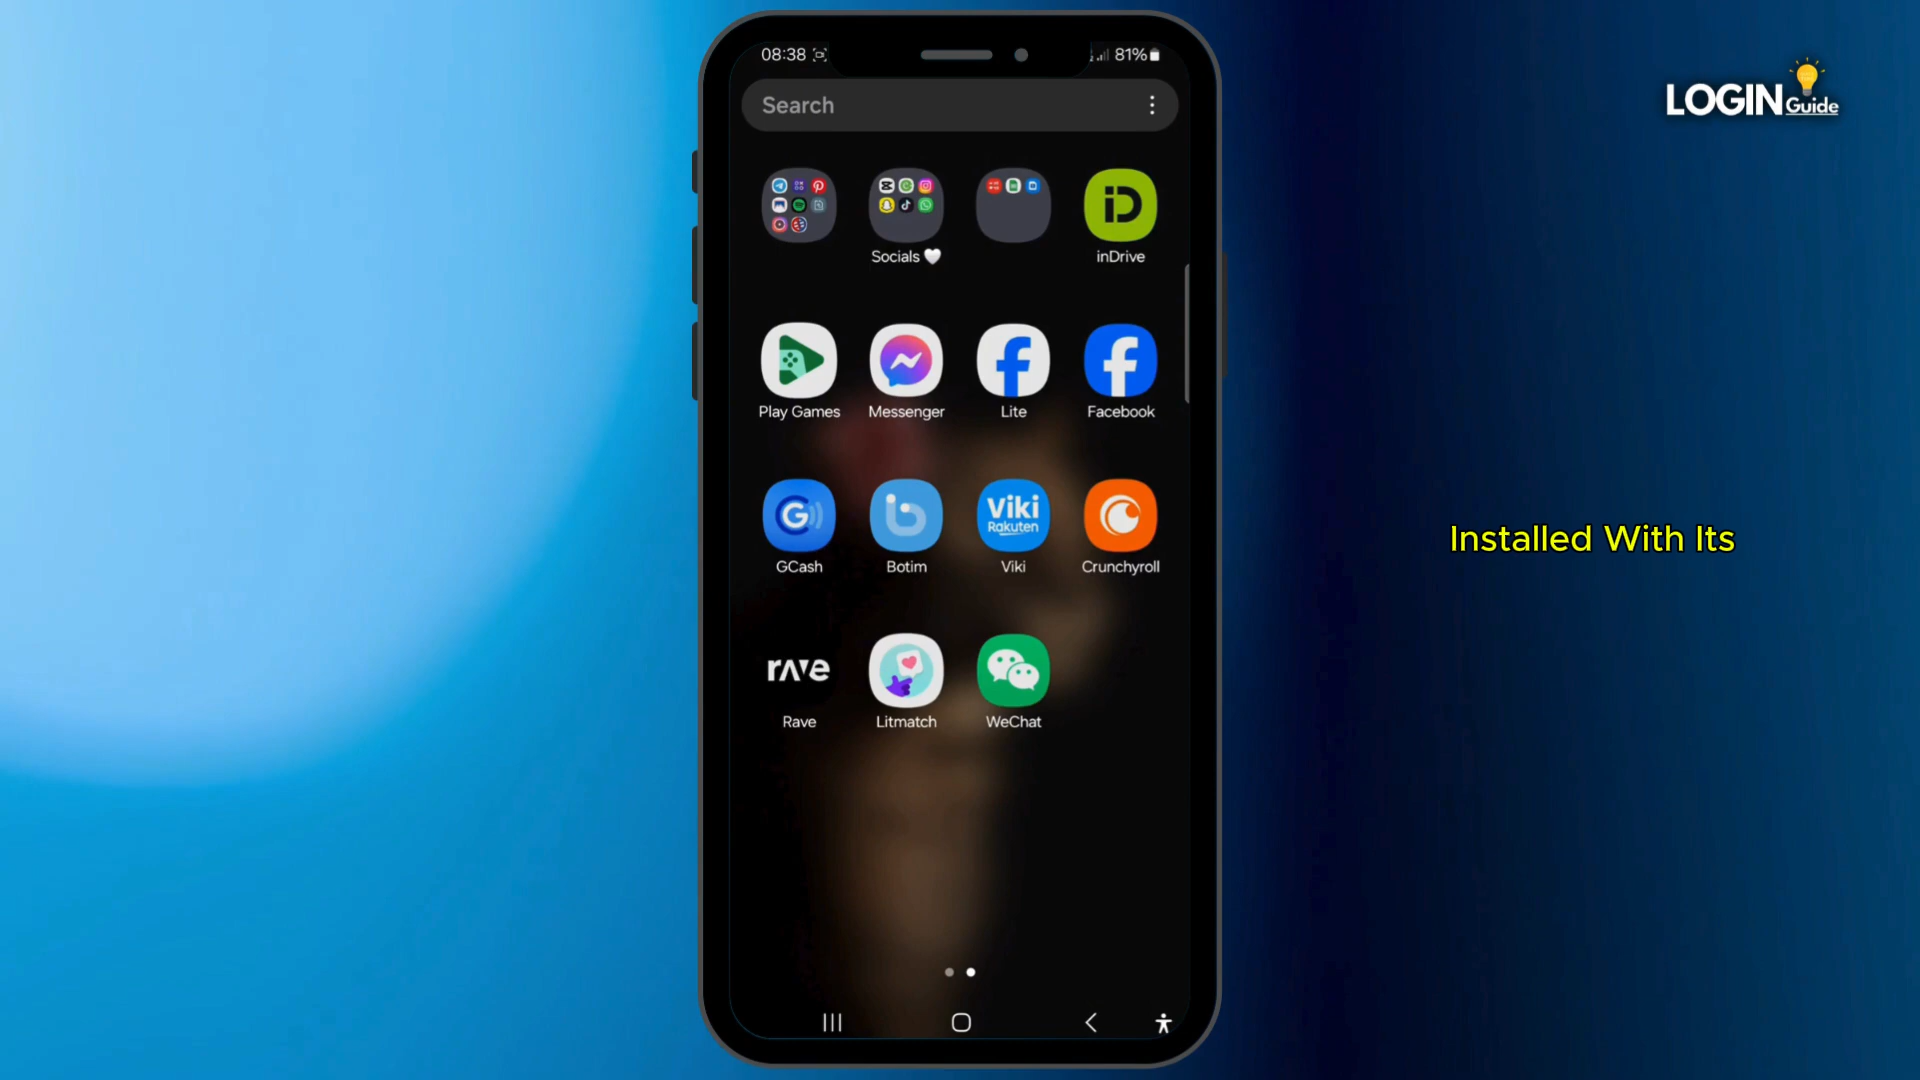 08:38
81%
Search
LOGIN Guide
Socials
inDrive
Play Games
Messenger
Lite
Facebook
Viki
Rakuten
Installed With Its
GCash
Botim
Viki
Crunchyroll
rave
Rave
Litmatch
WeChat